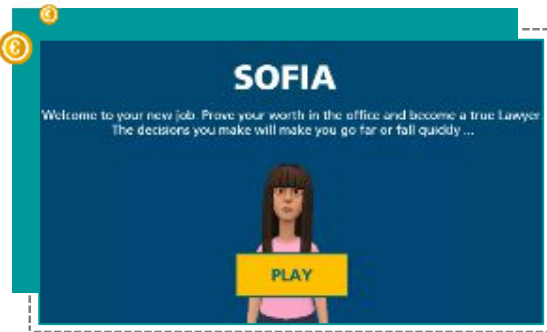 SOFIA
Welcome to your new job. Prove your worth in the office and become a true Lawyer
The decisions you make will make you go far or fall quickly ...
PLAY